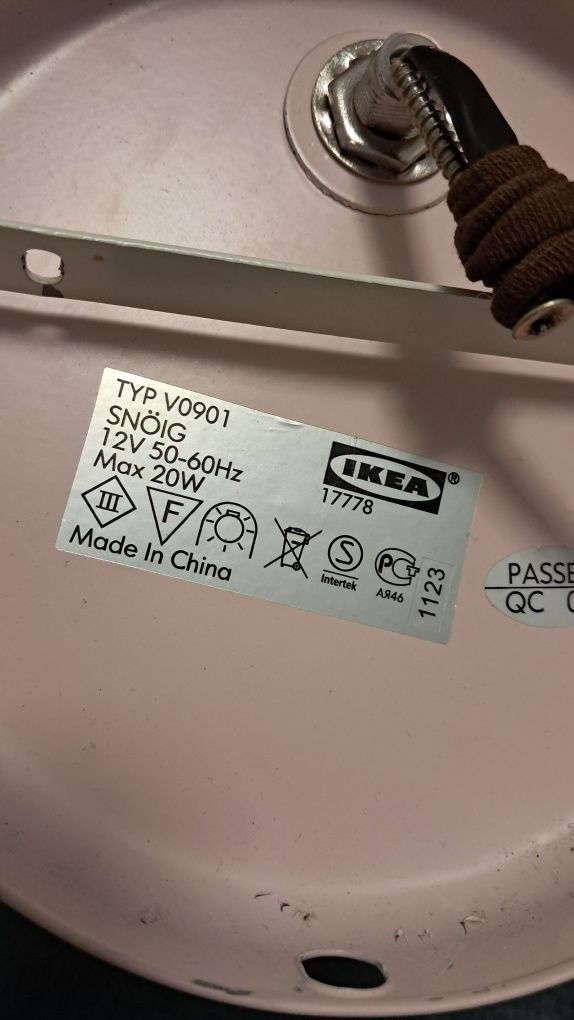 TYP V0901
SNÖIG
12V 50-60Hz
Max 20W
IKEA®
17778
III
F
S
Intertek
PCT
АЯ46
1123
Made In China
PASSE
QC